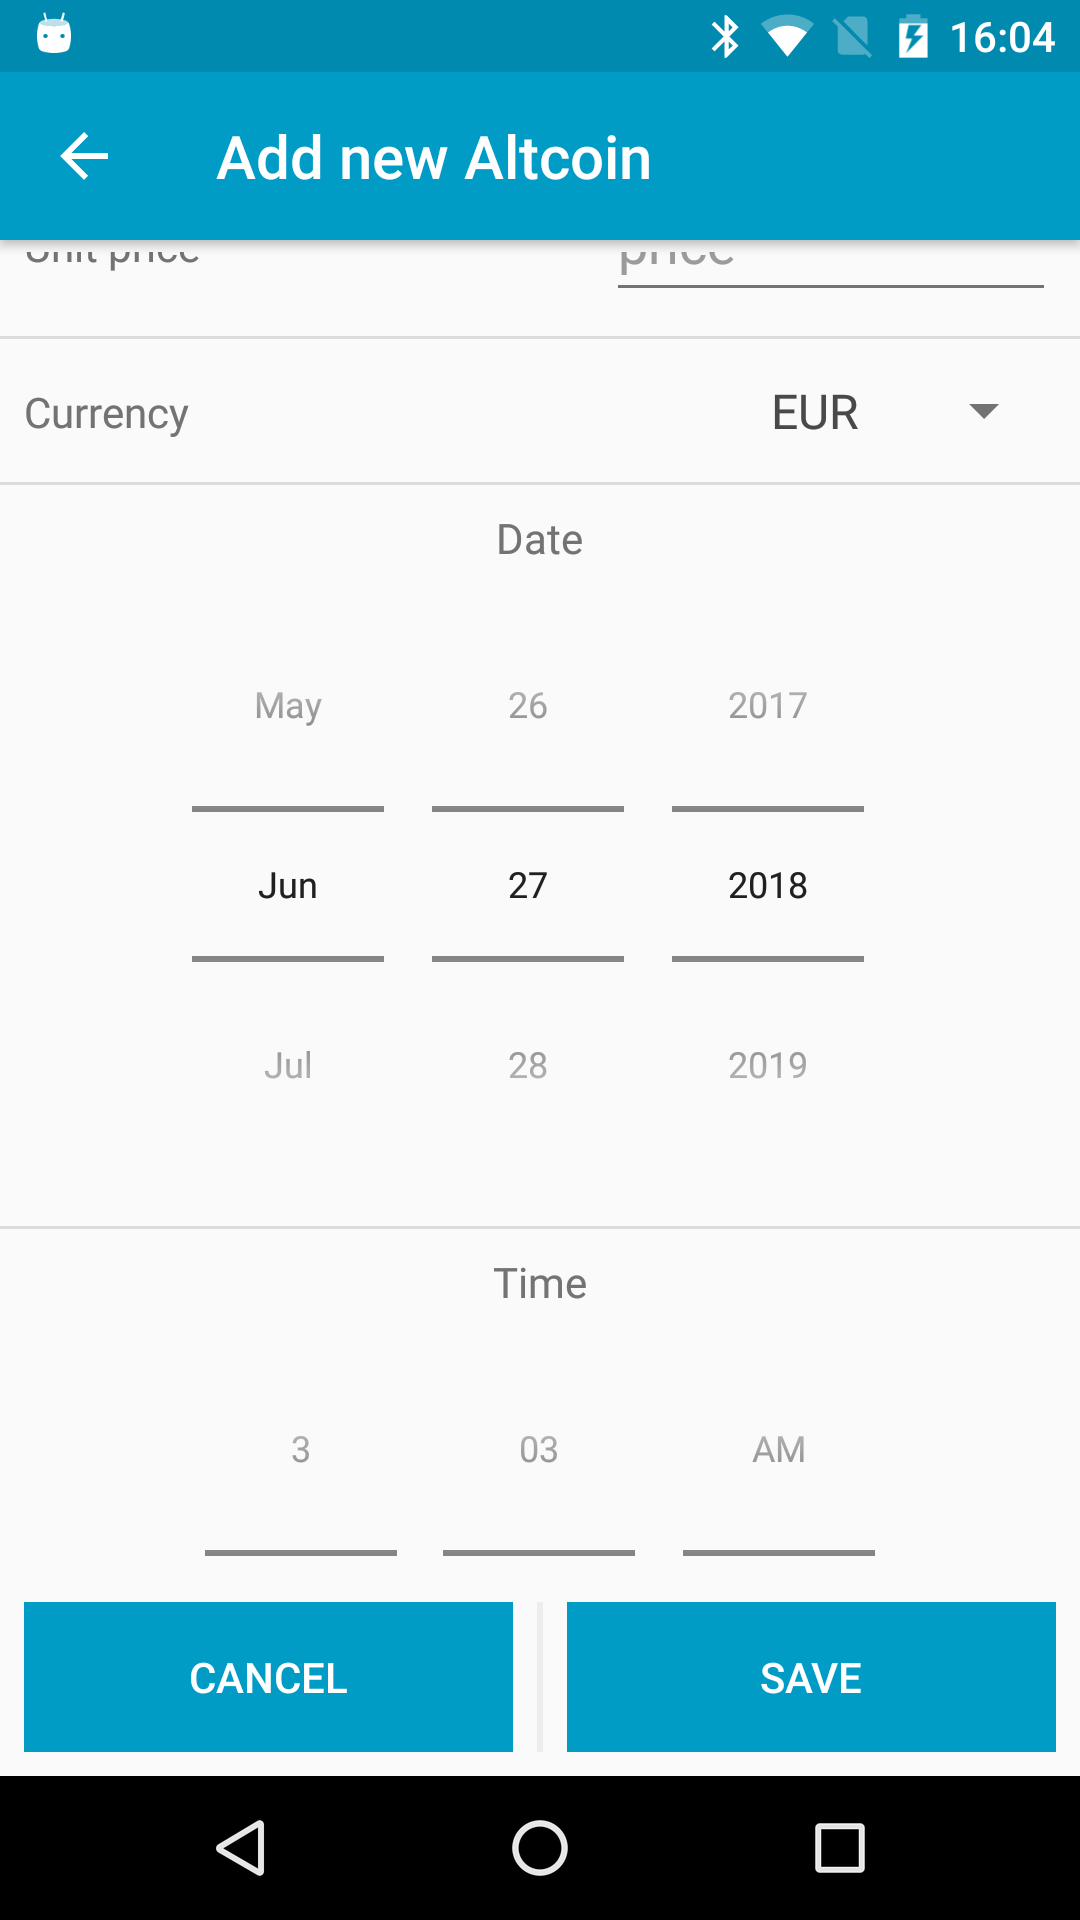 16:04
Add new Altcoin
Unit price price
Currency EUR
Date
May 26 2017
Jun 27 2018
Jul 28 2019
Time
3 03 AM
CANCEL SAVE